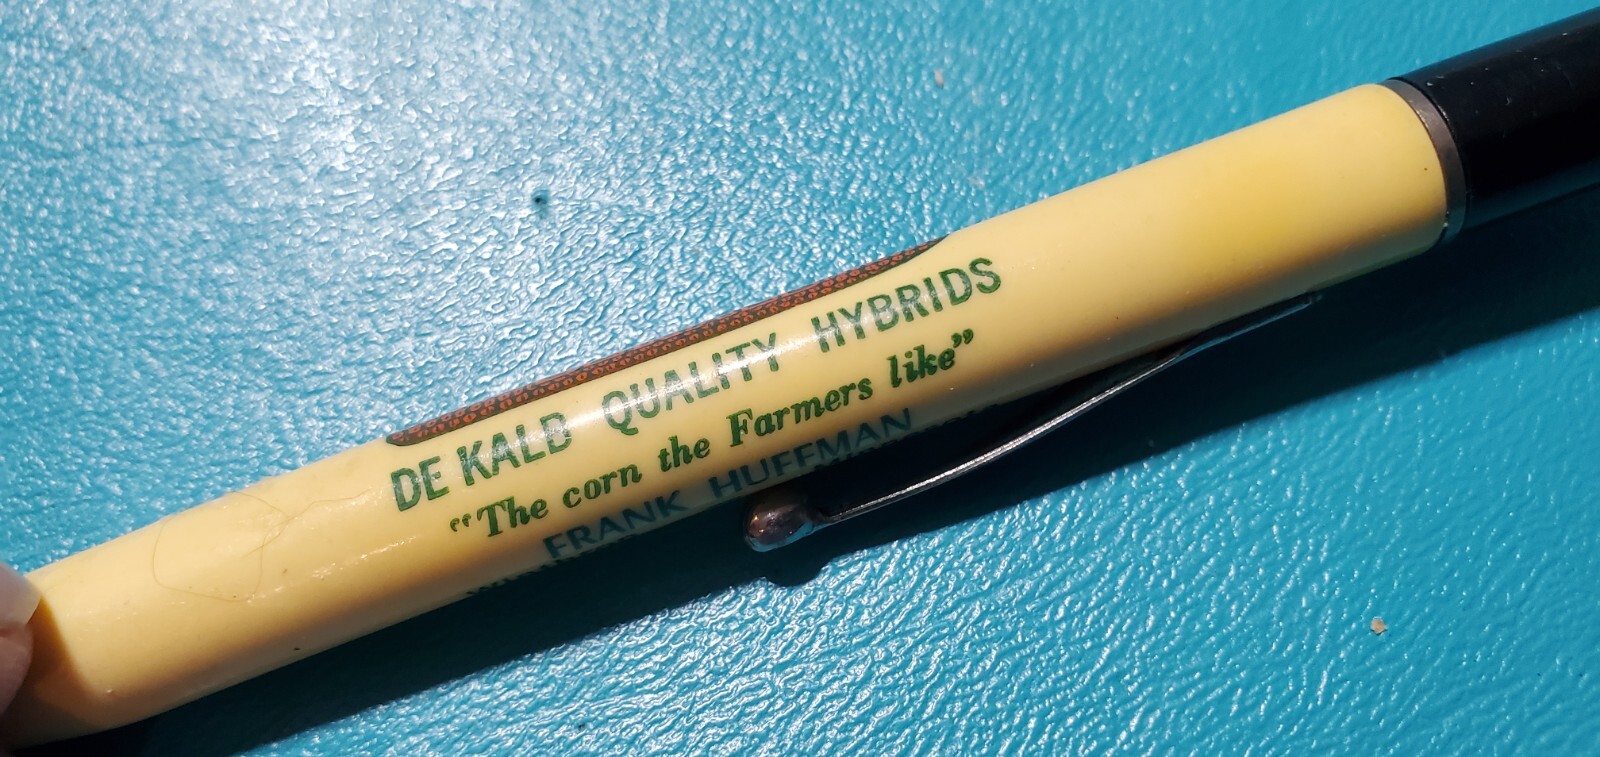 DE KALB QUALITY HYBRIDS
“The corn the Farmers like”
FRANK HUFFMAN